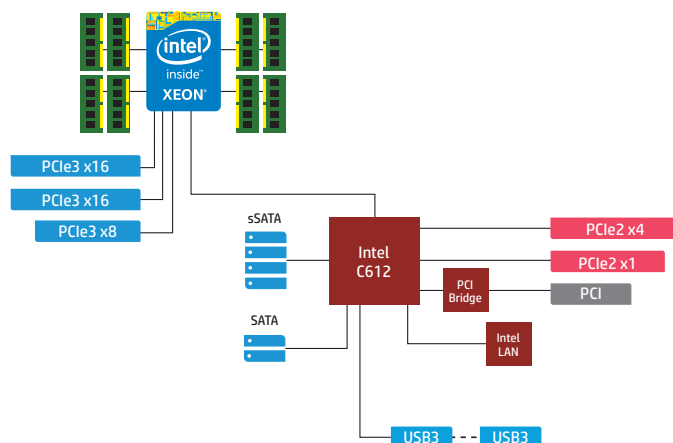 intel
inside™
XEON®
PCIe3 x16
PCIe3 x16
PCIe3 x8
sSATA
SATA
Intel
C612
PCIe2 x4
PCIe2 x1
PCI
Bridge
PCI
Intel
LAN
USB3
USB3